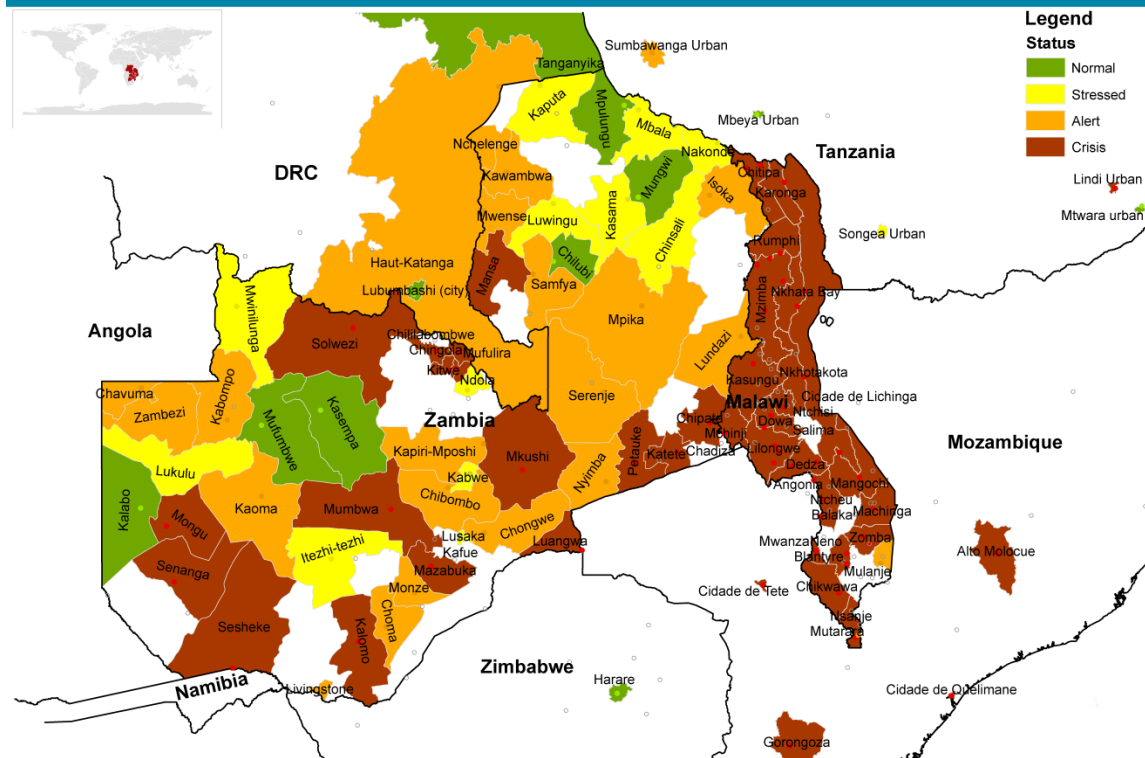 Legend
Status
Normal
Stressed
Alert
Crisis
Sumbawanga Urban
Tanganyika
Kaputa
Mpulungu
Mbala
Mbeya Urban
Nchelenge
Nakonde
Tanzania
DRC
Kawambwa
Mungwi
Isoka
Chitipa
Karonga
Lindi Urban
Mwense
Luwingu
Kasama
Chinsali
Mtwara urban
Songea Urban
Rumphi
Haut-Katanga
Mansa
Chilubi
Samfya
Lubumbashi (city)
Mzimba
Nkhata Bay
Mwinilunga
Mpika
Angola
Solwezi
Chililabombwe
Chingola
Mufulira
Kitwe
Lundazi
Ndola
Kasungu
Nkhotakota
Chavuma
Kabompo
Zambezi
Serenje
Malawi
Cidade de Lichinga
Ntchisi
Mufumbwe
Kasempa
Zambia
Chipata
Dowa
Salima
Mchinji
Mozambique
Kapiri-Mposhi
Mkushi
Petauke
Katete
Chadiza
Lilongwe
Lukulu
Nyimba
Dedza
Kabwe
Angonia
Mangochi
Kalabo
Kaoma
Mumbwa
Chibombo
Ntcheu
Mongu
Chongwe
Balaka
Machinga
Itezhi-tezhi
Lusaka
Luangwa
Mwanza
Neno
Zomba
Kafue
Blantyre
Alto Molocue
Senanga
Mazabuka
Mulanje
Monze
Cidade de Tete
Chikwawa
Choma
Sesheke
Kalomo
Nsanje
Mutarara
Zimbabwe
Namibia
Livingstone
Harare
Cidade de Quelimane
Gorongoza